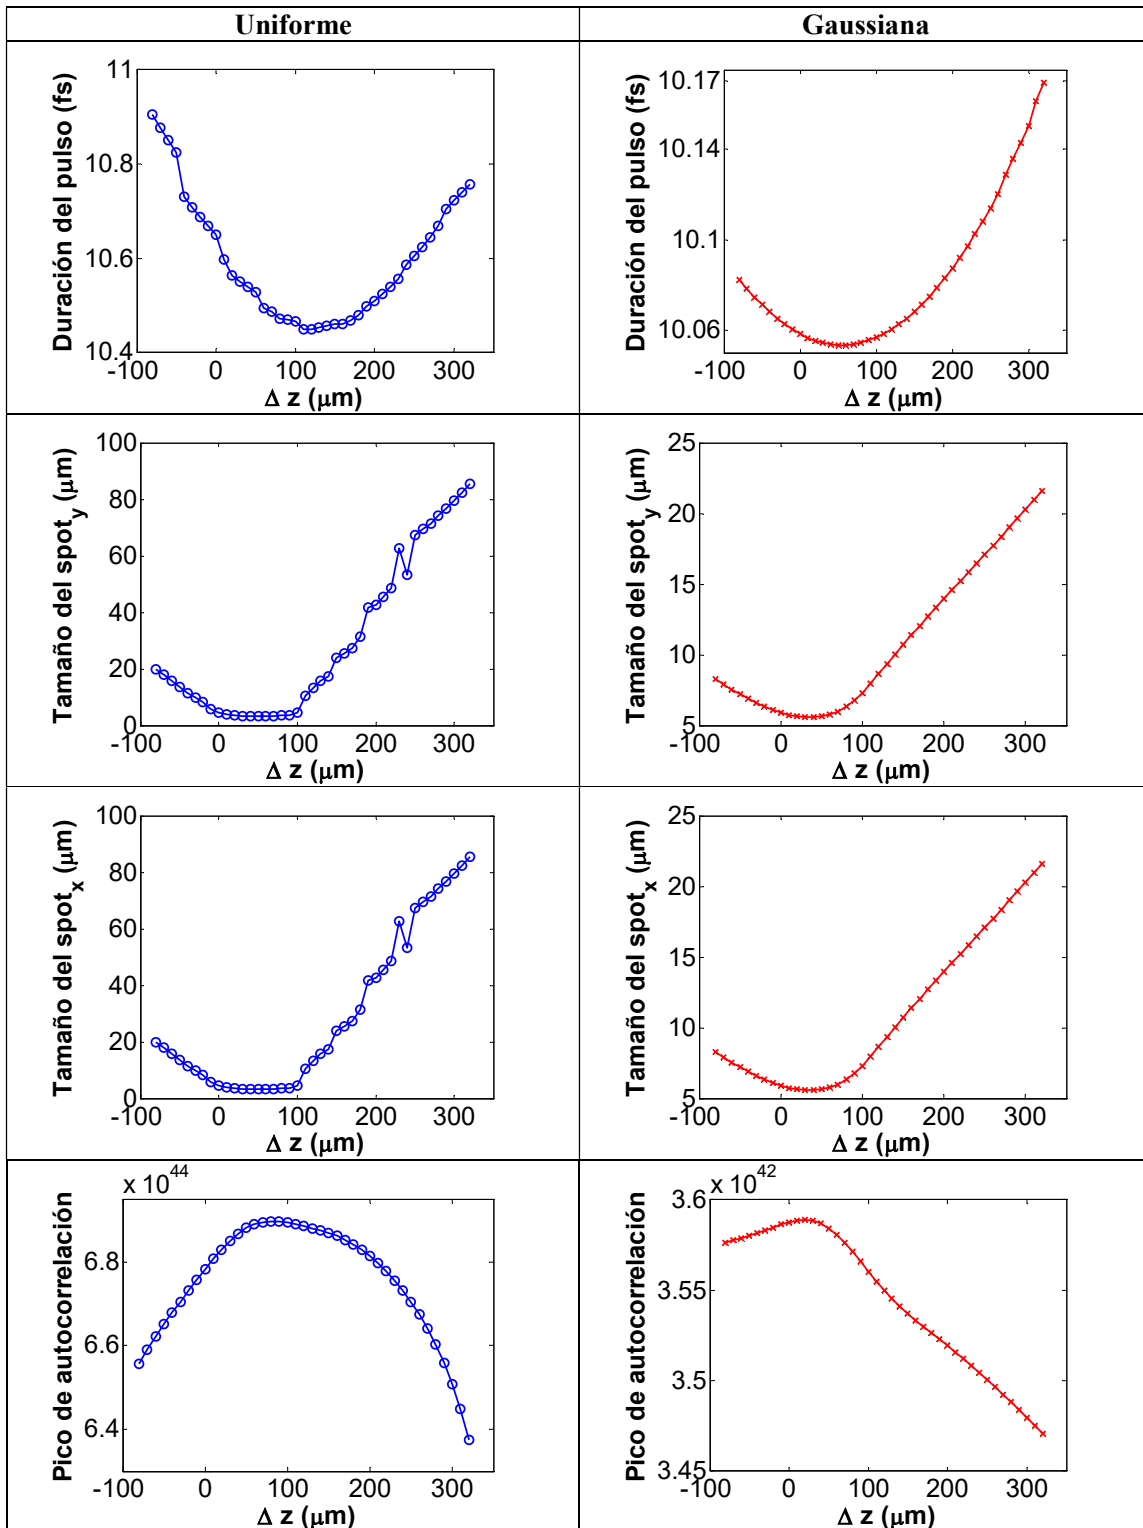 Uniforme
Gaussiana
11
10.8
10.6
10.4
-100 0 100 200 300
Δ z (μm)
Duración del pulso (fs)
10.17
10.14
10.1
10.06
-100 0 100 200 300
Δ z (μm)
Duración del pulso (fs)
100
80
60
40
20
0
-100 0 100 200 300
Δ z (μm)
Tamaño del spot_y (μm)
25
20
15
10
5
-100 0 100 200 300
Δ z (μm)
Tamaño del spot_y (μm)
100
80
60
40
20
0
-100 0 100 200 300
Δ z (μm)
Tamaño del spot_x (μm)
25
20
15
10
5
-100 0 100 200 300
Δ z (μm)
Tamaño del spot_x (μm)
x 10^44
6.8
6.6
6.4
-100 0 100 200 300
Δ z (μm)
Pico de autocorrelación
x 10^42
3.6
3.55
3.5
3.45
-100 0 100 200 300
Δ z (μm)
Pico de autocorrelación